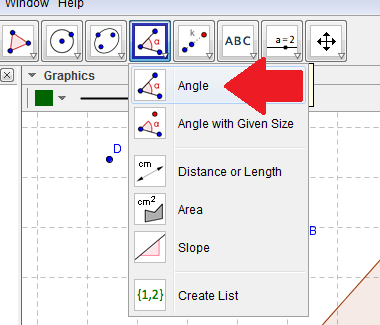 Window Help
α
k
ABC
a = 2
Graphics
α
Angle
α
Angle with Given Size
cm
Distance or Length
cm²
Area
Slope
{1,2}
Create List
D
B